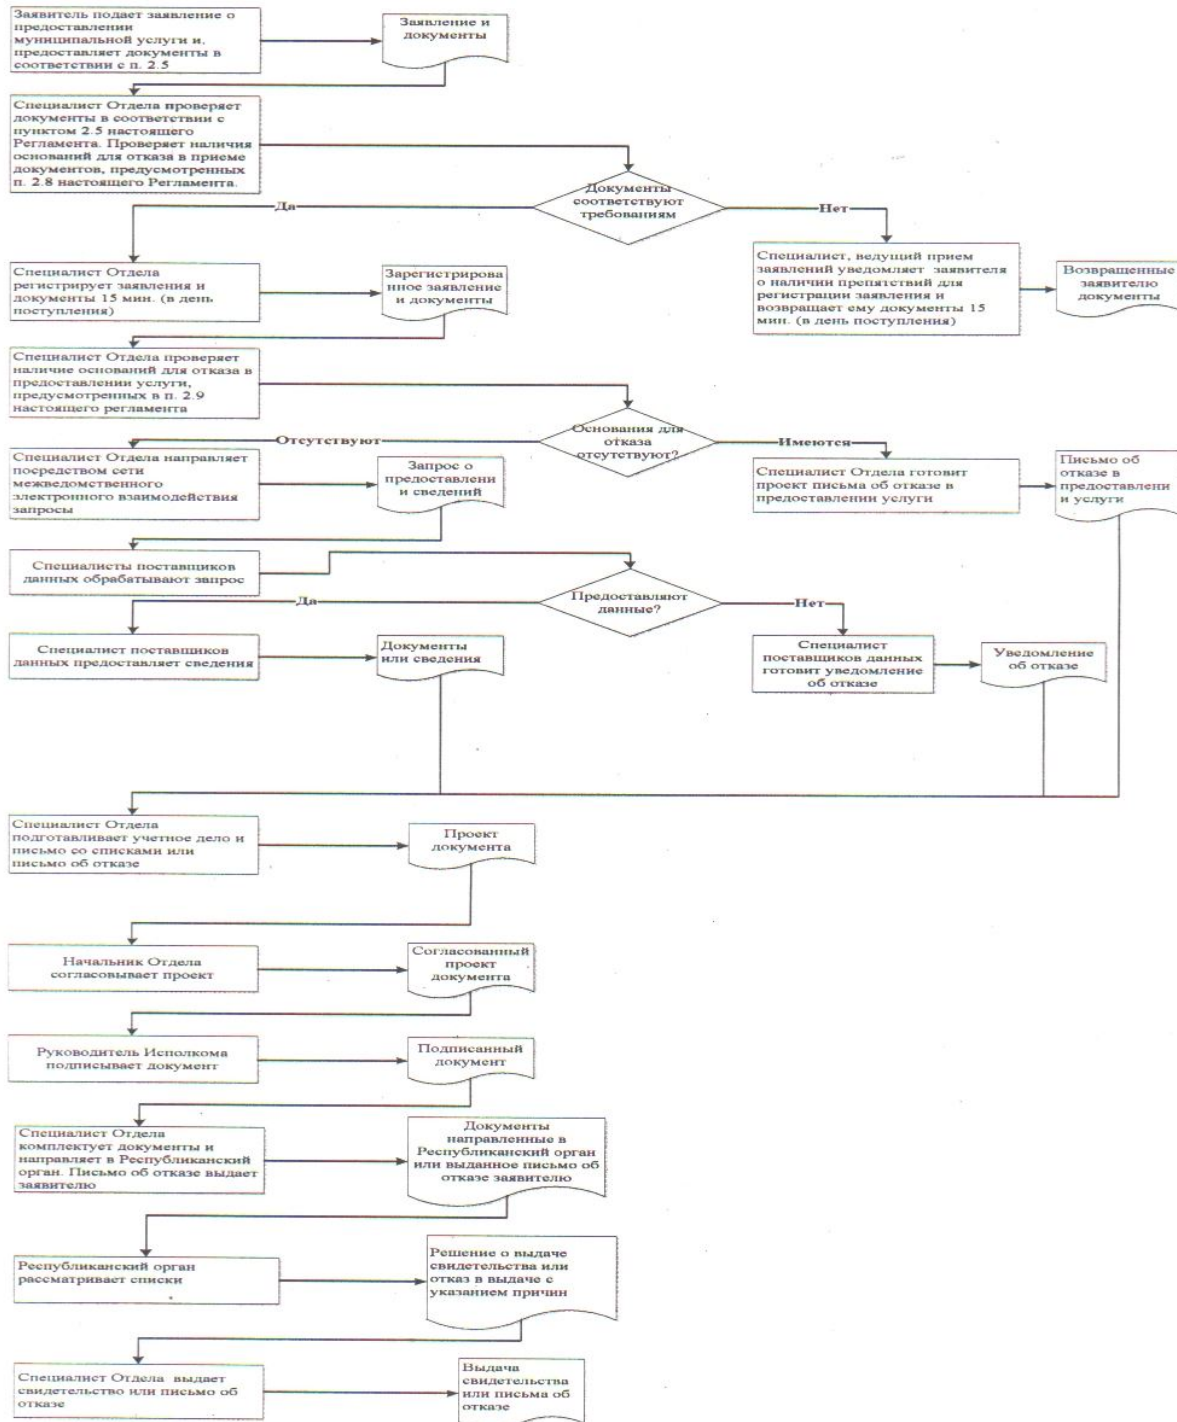 Заявитель подает заявление о
предоставлении
муниципальной услуги и,
предоставляет документы в
соответствии с п. 2.5
Заявление и
документы
Специалист Отдела проверяет
документы в соответствии с
пунктом 2.5 настоящего
Регламента. Проверяет наличия
оснований для отказа в приеме
документов, предусмотренных
п. 2.8 настоящего Регламента.
Документы
соответствуют
требованиям
Да
Нет
Специалист Отдела
регистрирует заявления и
документы 15 мин. (в день
поступления)
Зарегистрирова
нное заявление
и документы
Специалист, ведущий прием
заявлений уведомляет заявителя
о наличии препятствий для
регистрации заявления и
возвращает ему документы 15
мин. (в день поступления)
Возвращенные
заявителю
документы
Специалист Отдела проверяет
наличие оснований для отказа в
предоставлении услуги,
предусмотренных в п. 2.9
настоящего регламента
Основания для
отказа
отсутствуют?
Отсутствуют
Имеются
Специалист Отдела направляет
посредством сети
межведомственного
электронного взаимодействия
запросы
Запрос о
предоставлени
и сведений
Специалист Отдела готовит
проект письма об отказе в
предоставлении услуги
Письмо об
отказе в
предоставлени
и услуги
Специалисты поставщиков
данных обрабатывают запрос
Предоставляют
данные?
Да
Нет
Специалист поставщиков
данных предоставляет сведения
Документы
или сведения
Специалист
поставщиков данных
готовит уведомление
об отказе
Уведомление
об отказе
Специалист Отдела
подготавливает учетное дело и
письмо со списками или
письмо об отказе
Проект
документа
Начальник Отдела
согласовывает проект
Согласованный
проект
документа
Руководитель Исполкома
подписывает документ
Подписанный
документ
Специалист Отдела
комплектует документы и
направляет в Республиканский
орган. Письмо об отказе выдает
заявителю
Документы
направленные в
Республиканский орган
или выданное письмо об
отказе заявителю
Республиканский орган
рассматривает списки
Решение о выдаче
свидетельства или
отказ в выдаче с
указанием причин
Специалист Отдела выдает
свидетельство или письмо об
отказе
Выдача
свидетельства
или письма об
отказе